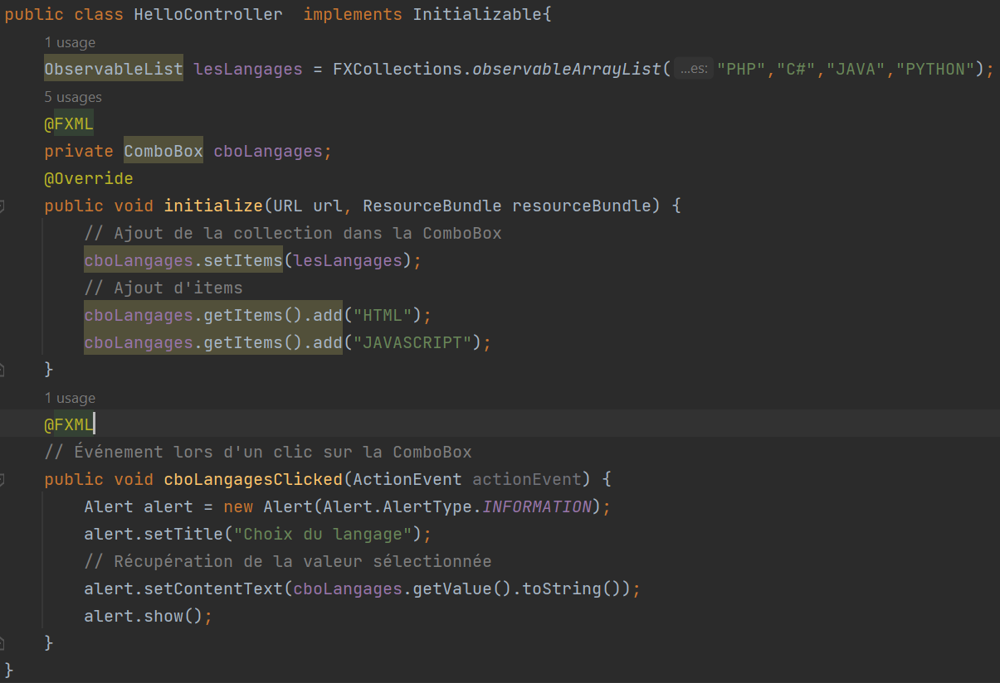 public class HelloController  implements Initializable{
1 usage
ObservableList lesLangages = FXCollections.observableArrayList( ...es: "PHP","C#","JAVA","PYTHON");
5 usages
@FXML
private ComboBox cboLangages;
@Override
public void initialize(URL url, ResourceBundle resourceBundle) {
// Ajout de la collection dans la ComboBox
cboLangages.setItems(lesLangages);
// Ajout d'items
cboLangages.getItems().add("HTML");
cboLangages.getItems().add("JAVASCRIPT");
}
1 usage
@FXML
// Événement lors d'un clic sur la ComboBox
public void cboLangagesClicked(ActionEvent actionEvent) {
Alert alert = new Alert(Alert.AlertType.INFORMATION);
alert.setTitle("Choix du langage");
// Récupération de la valeur sélectionnée
alert.setContentText(cboLangages.getValue().toString());
alert.show();
}
}